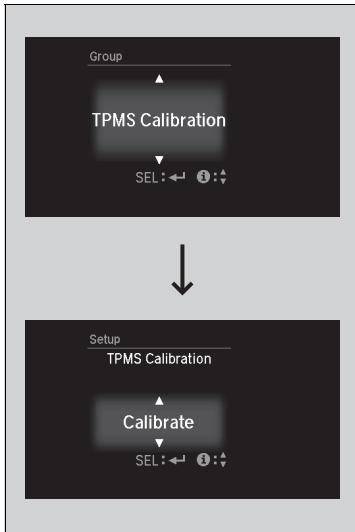 Group
TPMS Calibration
SEL: ↵ i:
Setup
TPMS Calibration
Calibrate
SEL: ↵ i: